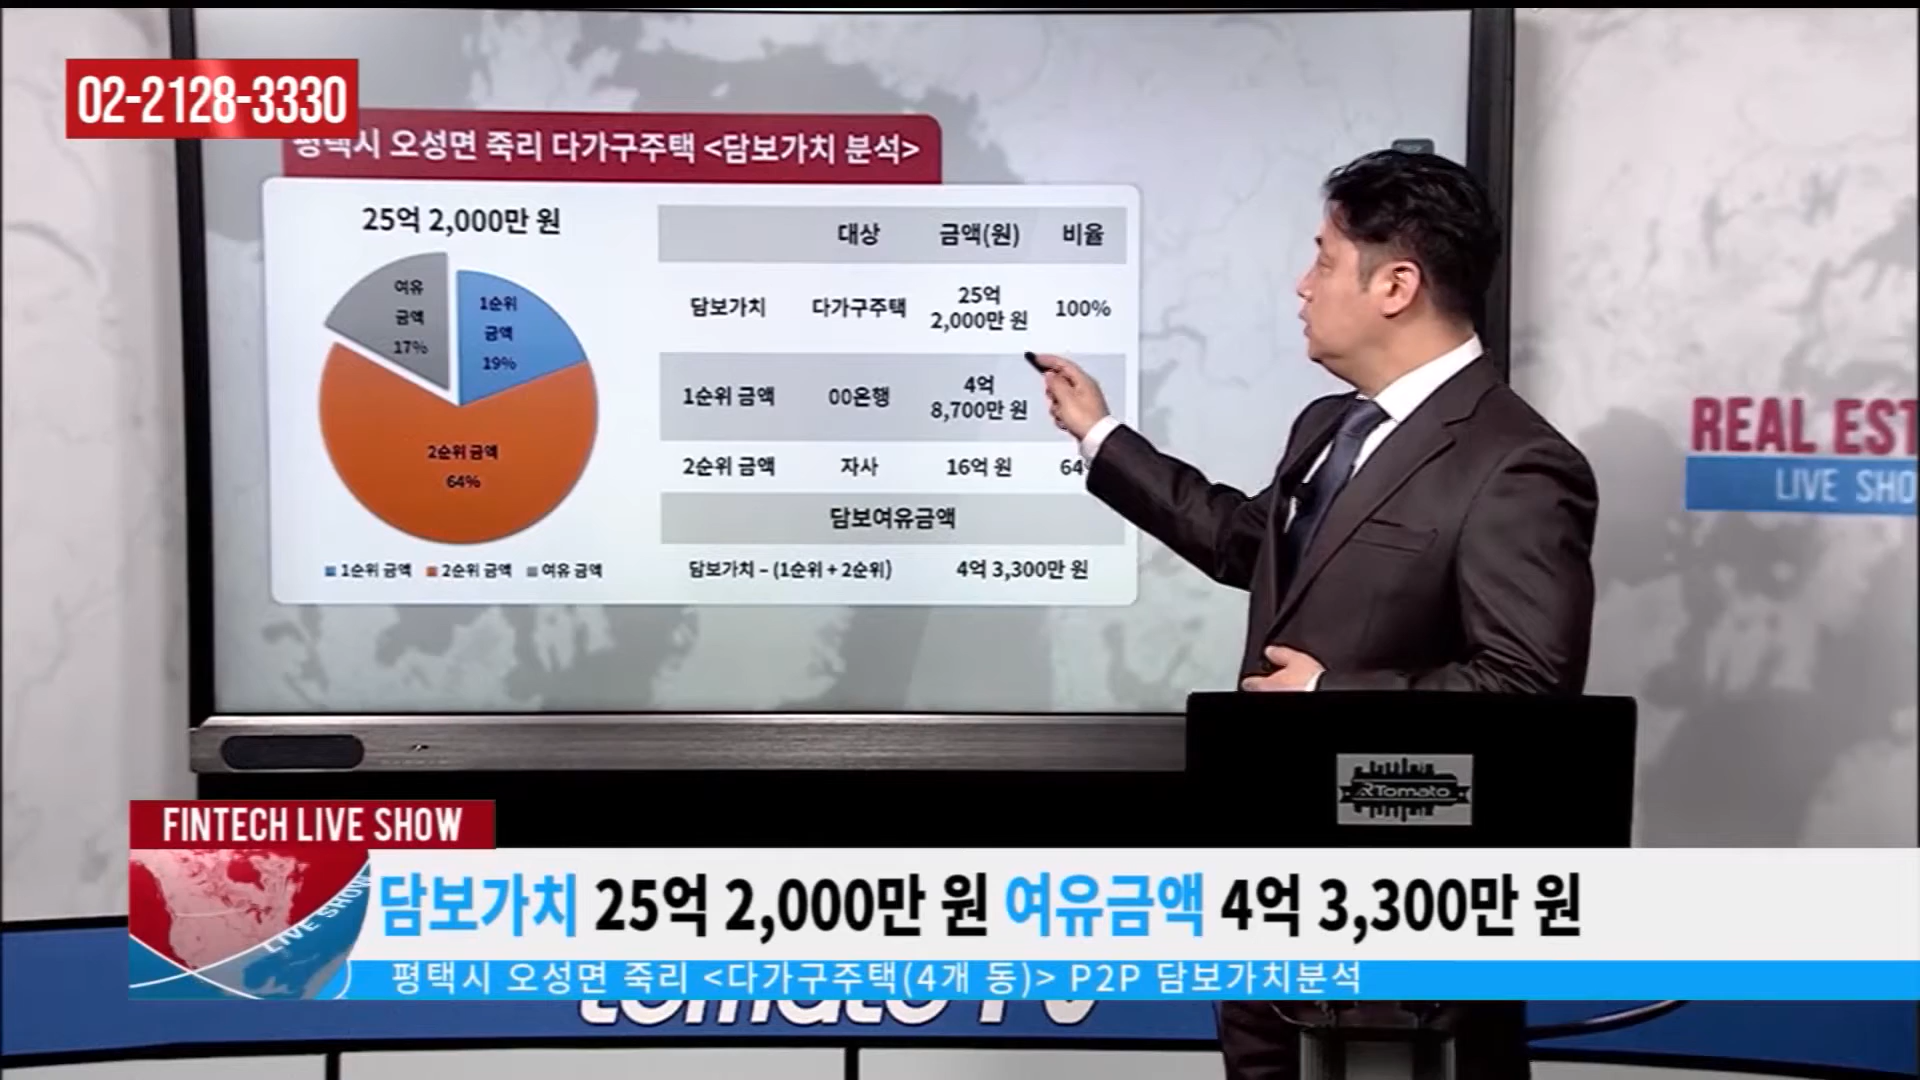 02-2128-3330
평택시 오성면 죽리 다가구주택 <담보가치 분석>
25억 2,000만 원
여유
금액
17%
1순위
금액
19%
2순위 금액
64%
1순위 금액 2순위 금액 여유 금액
대상 금액(원) 비율
담보가치 다가구주택 25억 2,000만 원 100%
1순위 금액 00은행 4억 8,700만 원
2순위 금액 자사 16억 원 64
담보여유금액
담보가치 – (1순위 + 2순위) 4억 3,300만 원
REAL EST
LIVE SHO
RTomato
FINTECH LIVE SHOW
LIVE SHOW
담보가치 25억 2,000만 원 여유금액 4억 3,300만 원
평택시 오성면 죽리 <다가구주택(4개 동)> P2P 담보가치분석
tomato TV